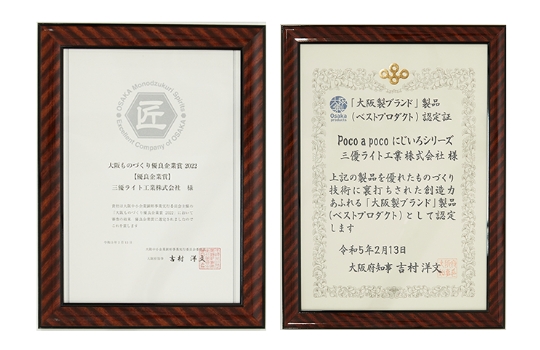 OSAKA Monodzukuri Spirits
Excellent Company of OSAKA
匠
大阪ものづくり優良企業賞 2022
【優良企業賞】
三優ライト工業株式会社 様
吉村 洋文
Osaka
products
「大阪製ブランド」製品
(ベストプロダクト) 認定証
Poco a poco にじいろシリーズ
三優ライト工業株式会社 様
上記の製品を優れたものづくり
技術に裏打ちされた創造力
あふれる「大阪製ブランド」製品
(ベストプロダクト)として認定
します
令和5年2月13日
大阪府知事 吉村洋文